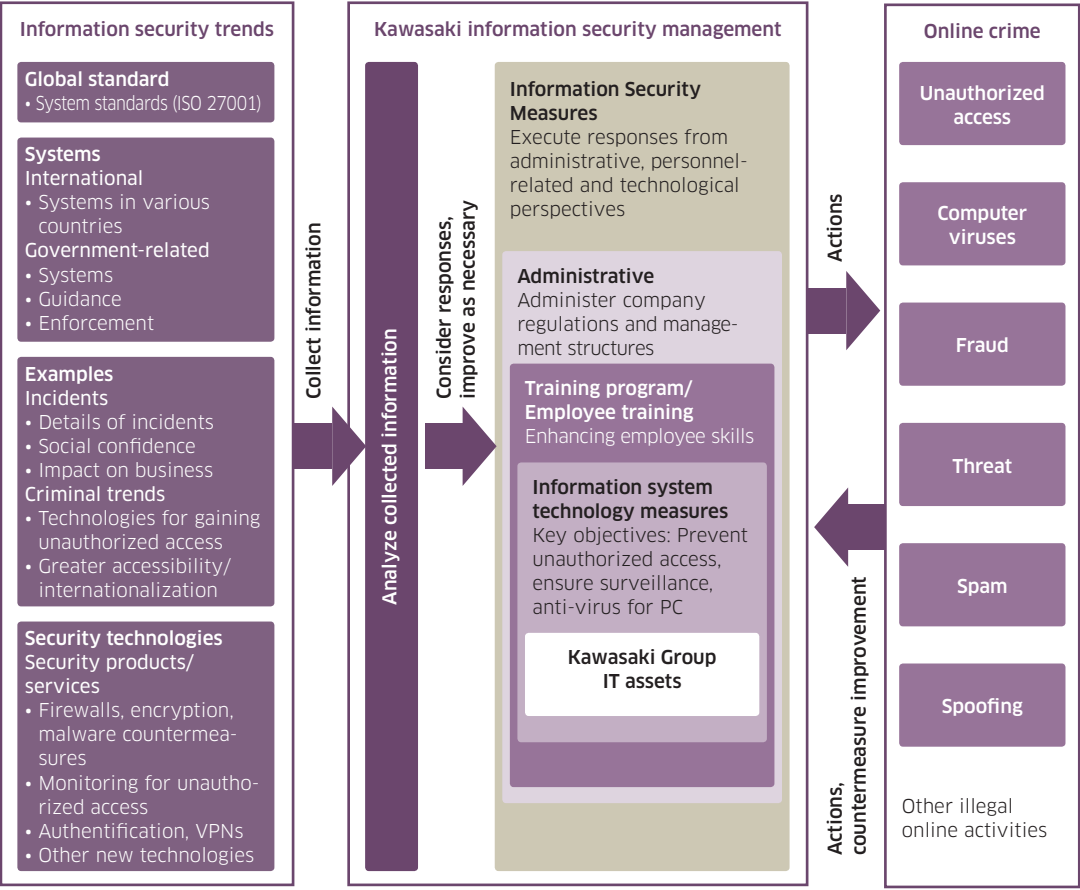 Information security trends
Global standard
• System standards (ISO 27001)
Systems
International
• Systems in various
countries
Government-related
• Systems
• Guidance
• Enforcement
Examples
Incidents
• Details of incidents
• Social confidence
• Impact on business
Criminal trends
• Technologies for gaining
unauthorized access
• Greater accessibility/
internationalization
Security technologies
Security products/
services
• Firewalls, encryption,
malware countermea-
sures
• Monitoring for unautho-
rized access
• Authentification, VPNs
• Other new technologies
Collect information
Kawasaki information security management
Analyze collected information
Consider responses,
improve as necessary
Information Security
Measures
Execute responses from
administrative, personnel-
related and technological
perspectives
Administrative
Administer company
regulations and manage-
ment structures
Training program/
Employee training
Enhancing employee skills
Information system
technology measures
Key objectives: Prevent
unauthorized access,
ensure surveillance,
anti-virus for PC
Kawasaki Group
IT assets
Actions
Actions,
countermeasure improvement
Online crime
Unauthorized
access
Computer
viruses
Fraud
Threat
Spam
Spoofing
Other illegal
online activities